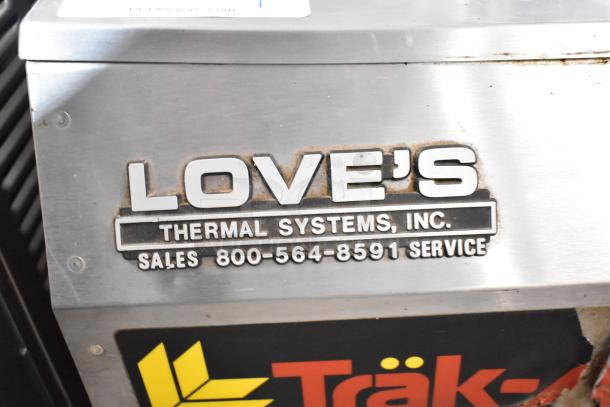 LOVE'S
THERMAL SYSTEMS, INC.
SALES 800-564-8591 SERVICE
Träk-